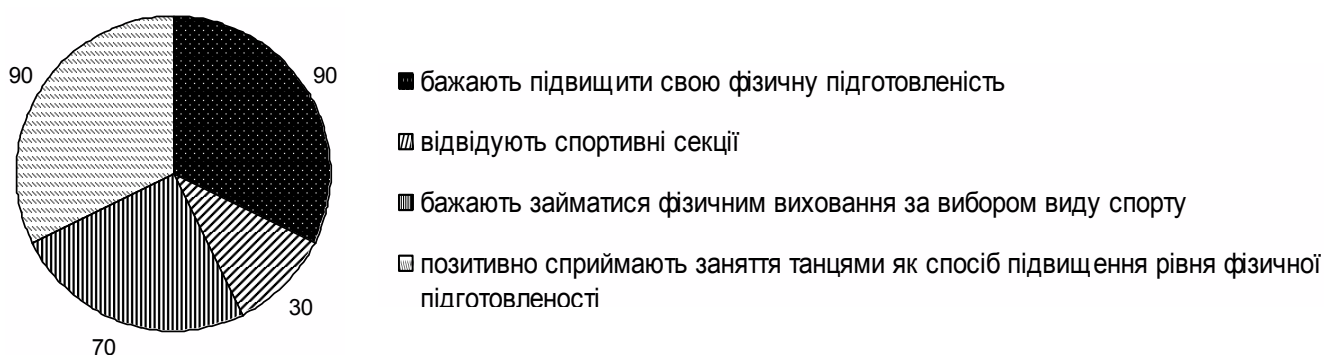 90
90
30
70
бажають підвищити свою фізичну підготовленість
відвідують спортивні секції
бажають займатися фізичним виховання за вибором виду спорту
позитивно сприймають заняття танцями як спосіб підвищення рівня фізичної
підготовленості